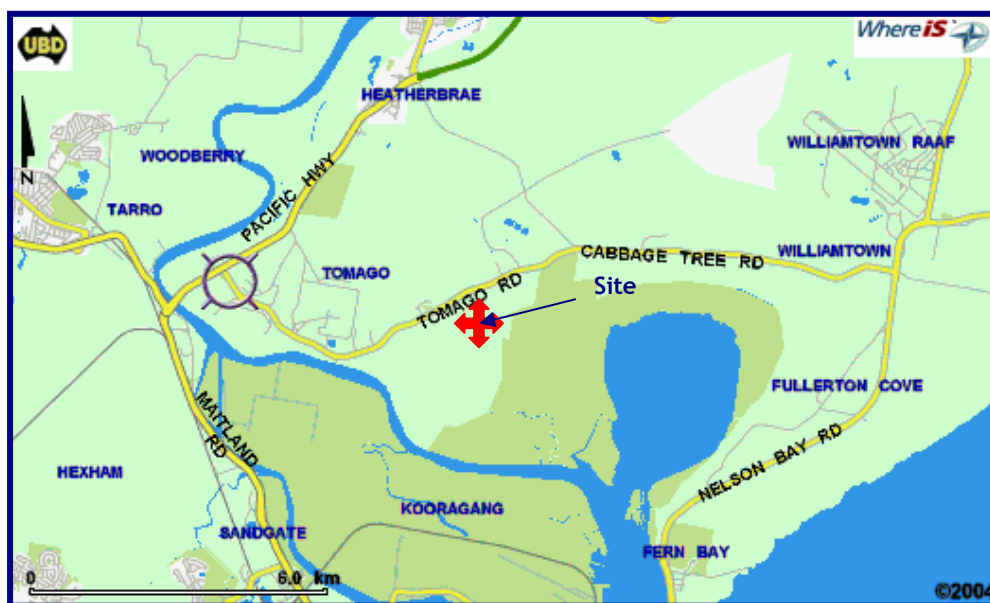 UBD
Where iS
HEATHERBRAE
WILLIAMTOWN RAAF
WOODBERRY
N
TARRO
PACIFIC HWY
TOMAGO
CABBAGE TREE RD
WILLIAMTOWN
Site
TOMAGO RD
FULLERTON COVE
MAITLAND
RD
NELSON BAY RD
HEXHAM
KOORAGANG
SANDGATE
FERN BAY
0 6.0 km
©2004